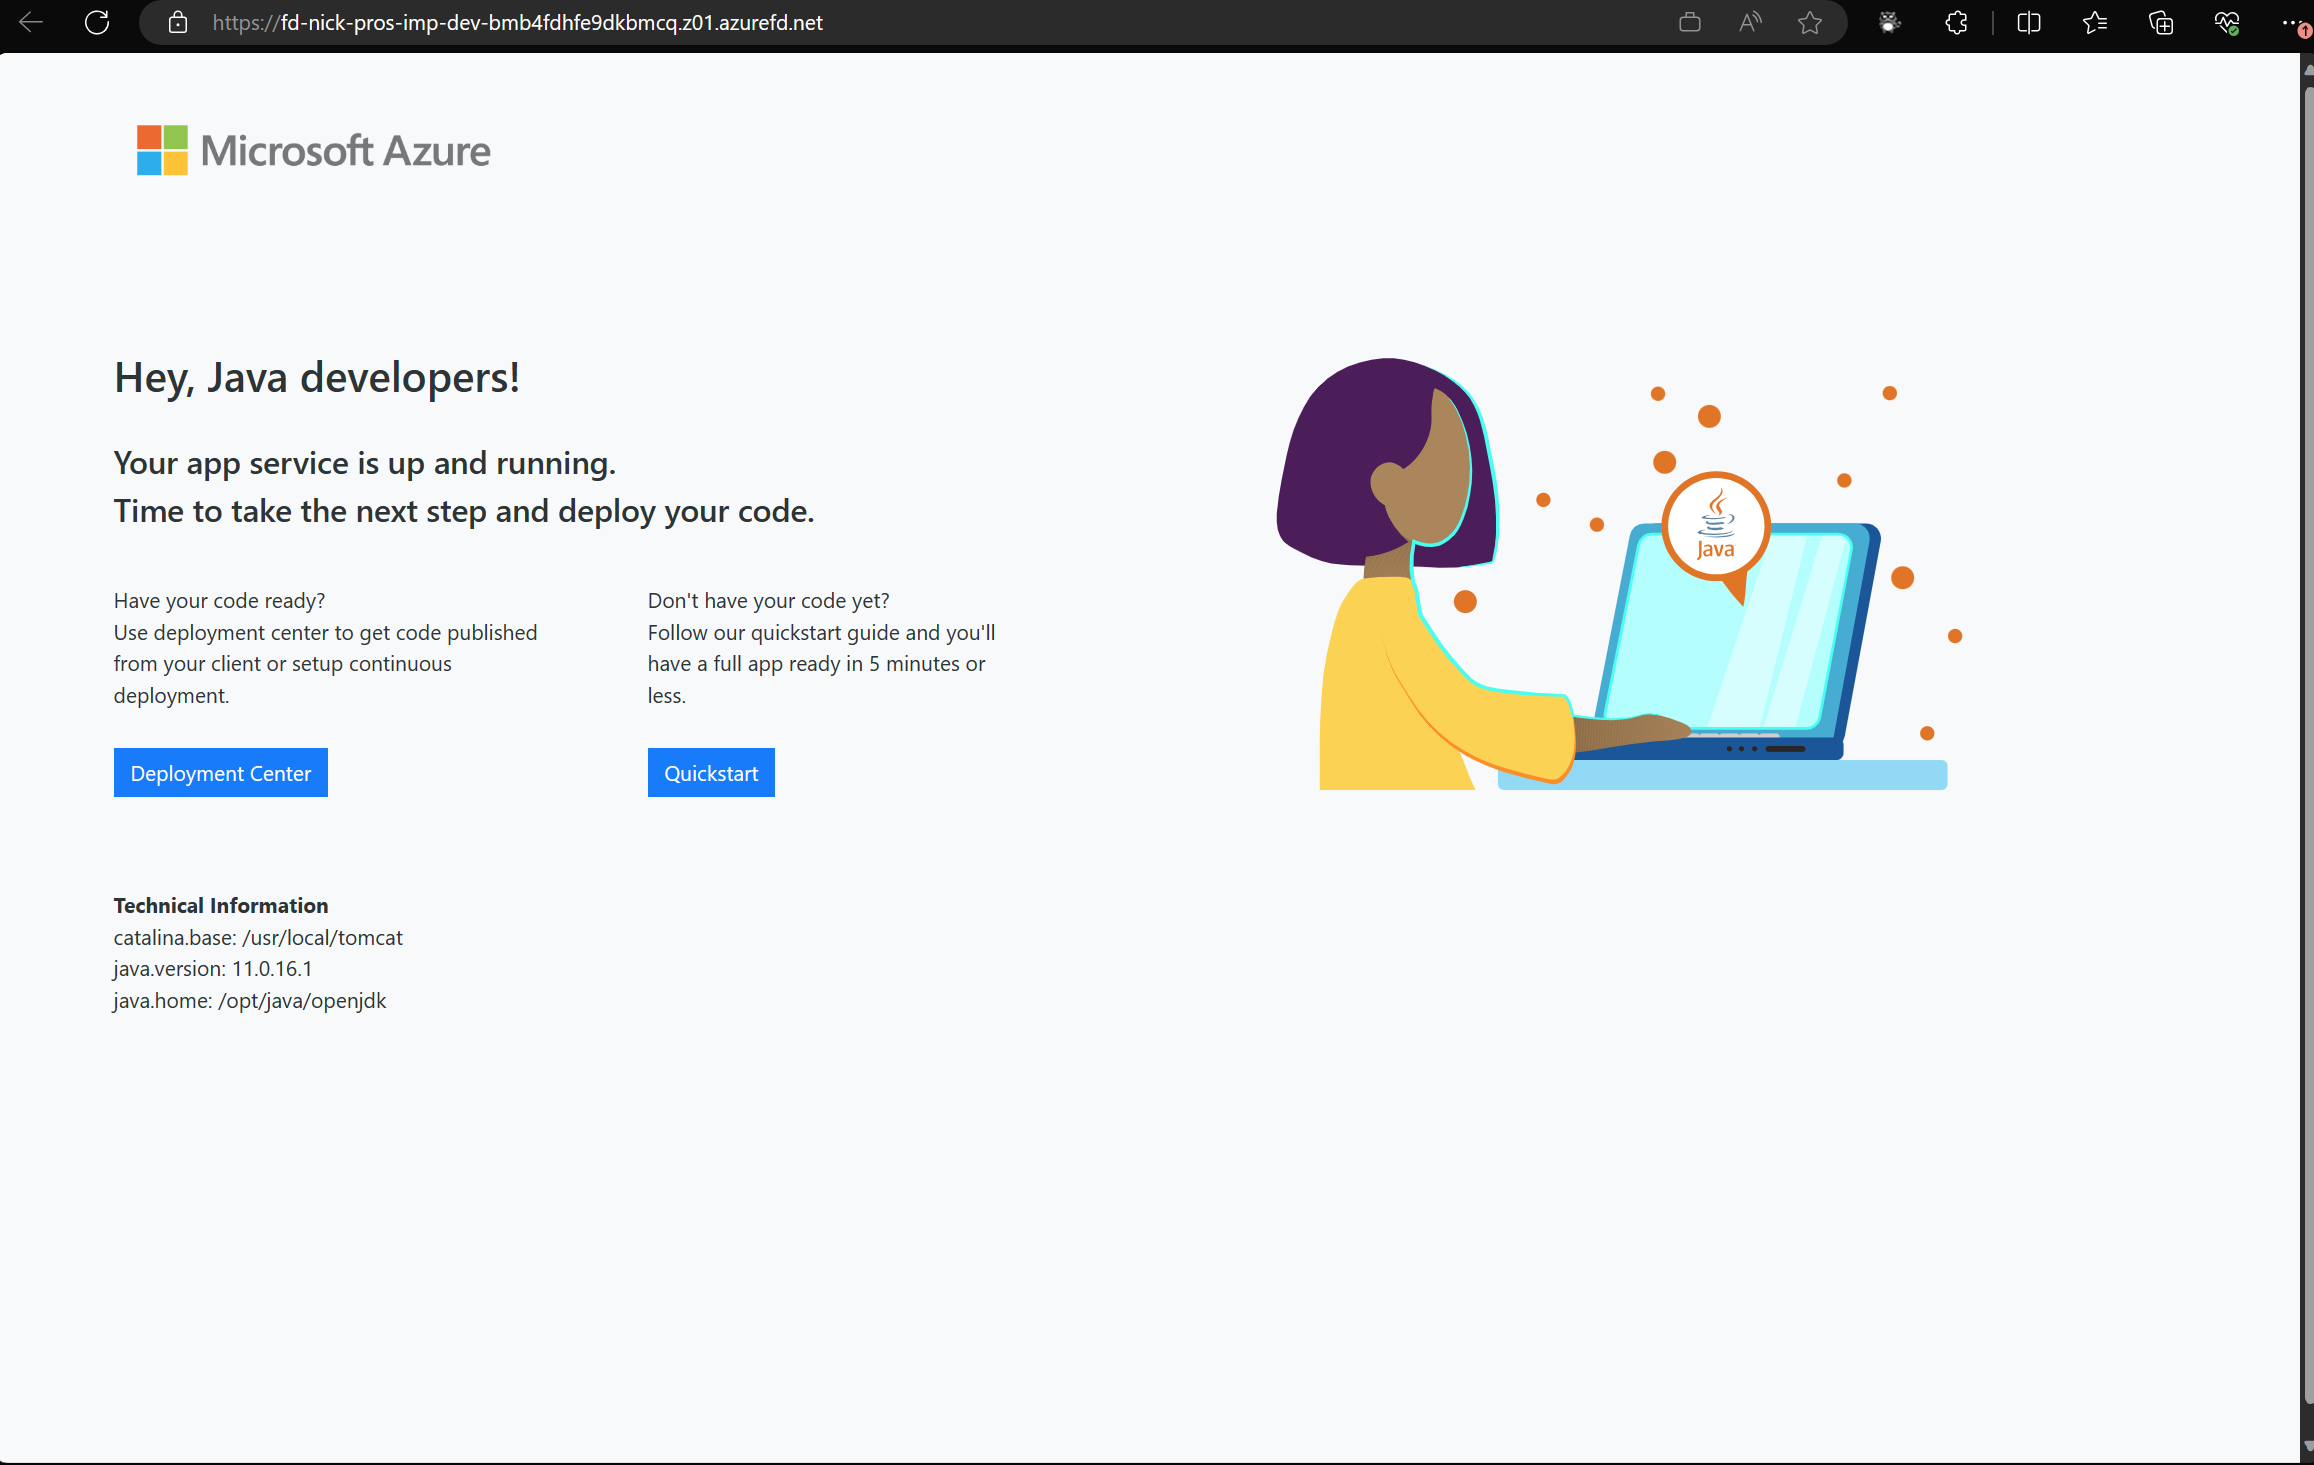 https://fd-nick-pros-imp-dev-bmb4fdhfe9dkbmcq.z01.azurefd.net
Microsoft Azure
Hey, Java developers!
Your app service is up and running.
Time to take the next step and deploy your code.
Have your code ready?
Use deployment center to get code published
from your client or setup continuous
deployment.
Deployment Center
Don't have your code yet?
Follow our quickstart guide and you'll
have a full app ready in 5 minutes or
less.
Quickstart
Java
Technical Information
catalina.base: /usr/local/tomcat
java.version: 11.0.16.1
java.home: /opt/java/openjdk